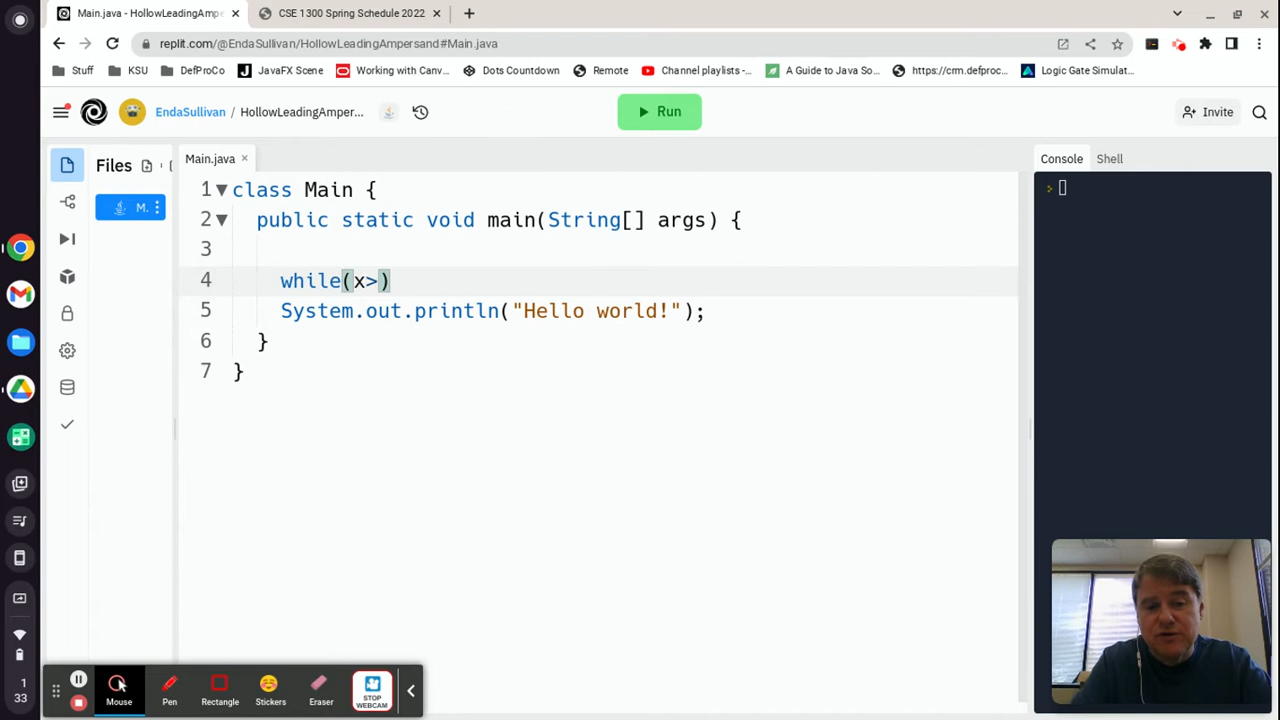 Main.java - HollowLeadingAmpe
CSE 1300 Spring Schedule 2022
replit.com/@EndaSullivan/HollowLeadingAmpersand#Main.java
Stuff
KSU
DefProCo
JavaFX Scene
Working with Canv...
Dots Countdown
Remote
Channel playlists -...
A Guide to Java So...
https://crm.defproc...
Logic Gate Simulat...
EndaSullivan / HollowLeadingAmper...
Run
Invite
Files
M.
Main.java
Console
Shell
1 class Main {
2 public static void main(String[] args) {
3
4 while(x>)
5 System.out.println("Hello world!");
6 }
7 }
1
33
Mouse
Pen
Rectangle
Stickers
Eraser
STOP
WEBCAM